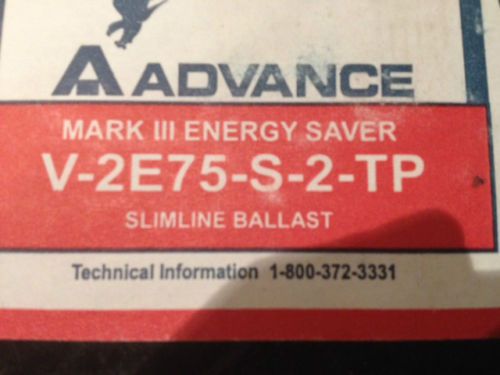 ADVANCE
MARK III ENERGY SAVER
V-2E75-S-2-TP
SLIMLINE BALLAST
Technical Information 1-800-372-3331